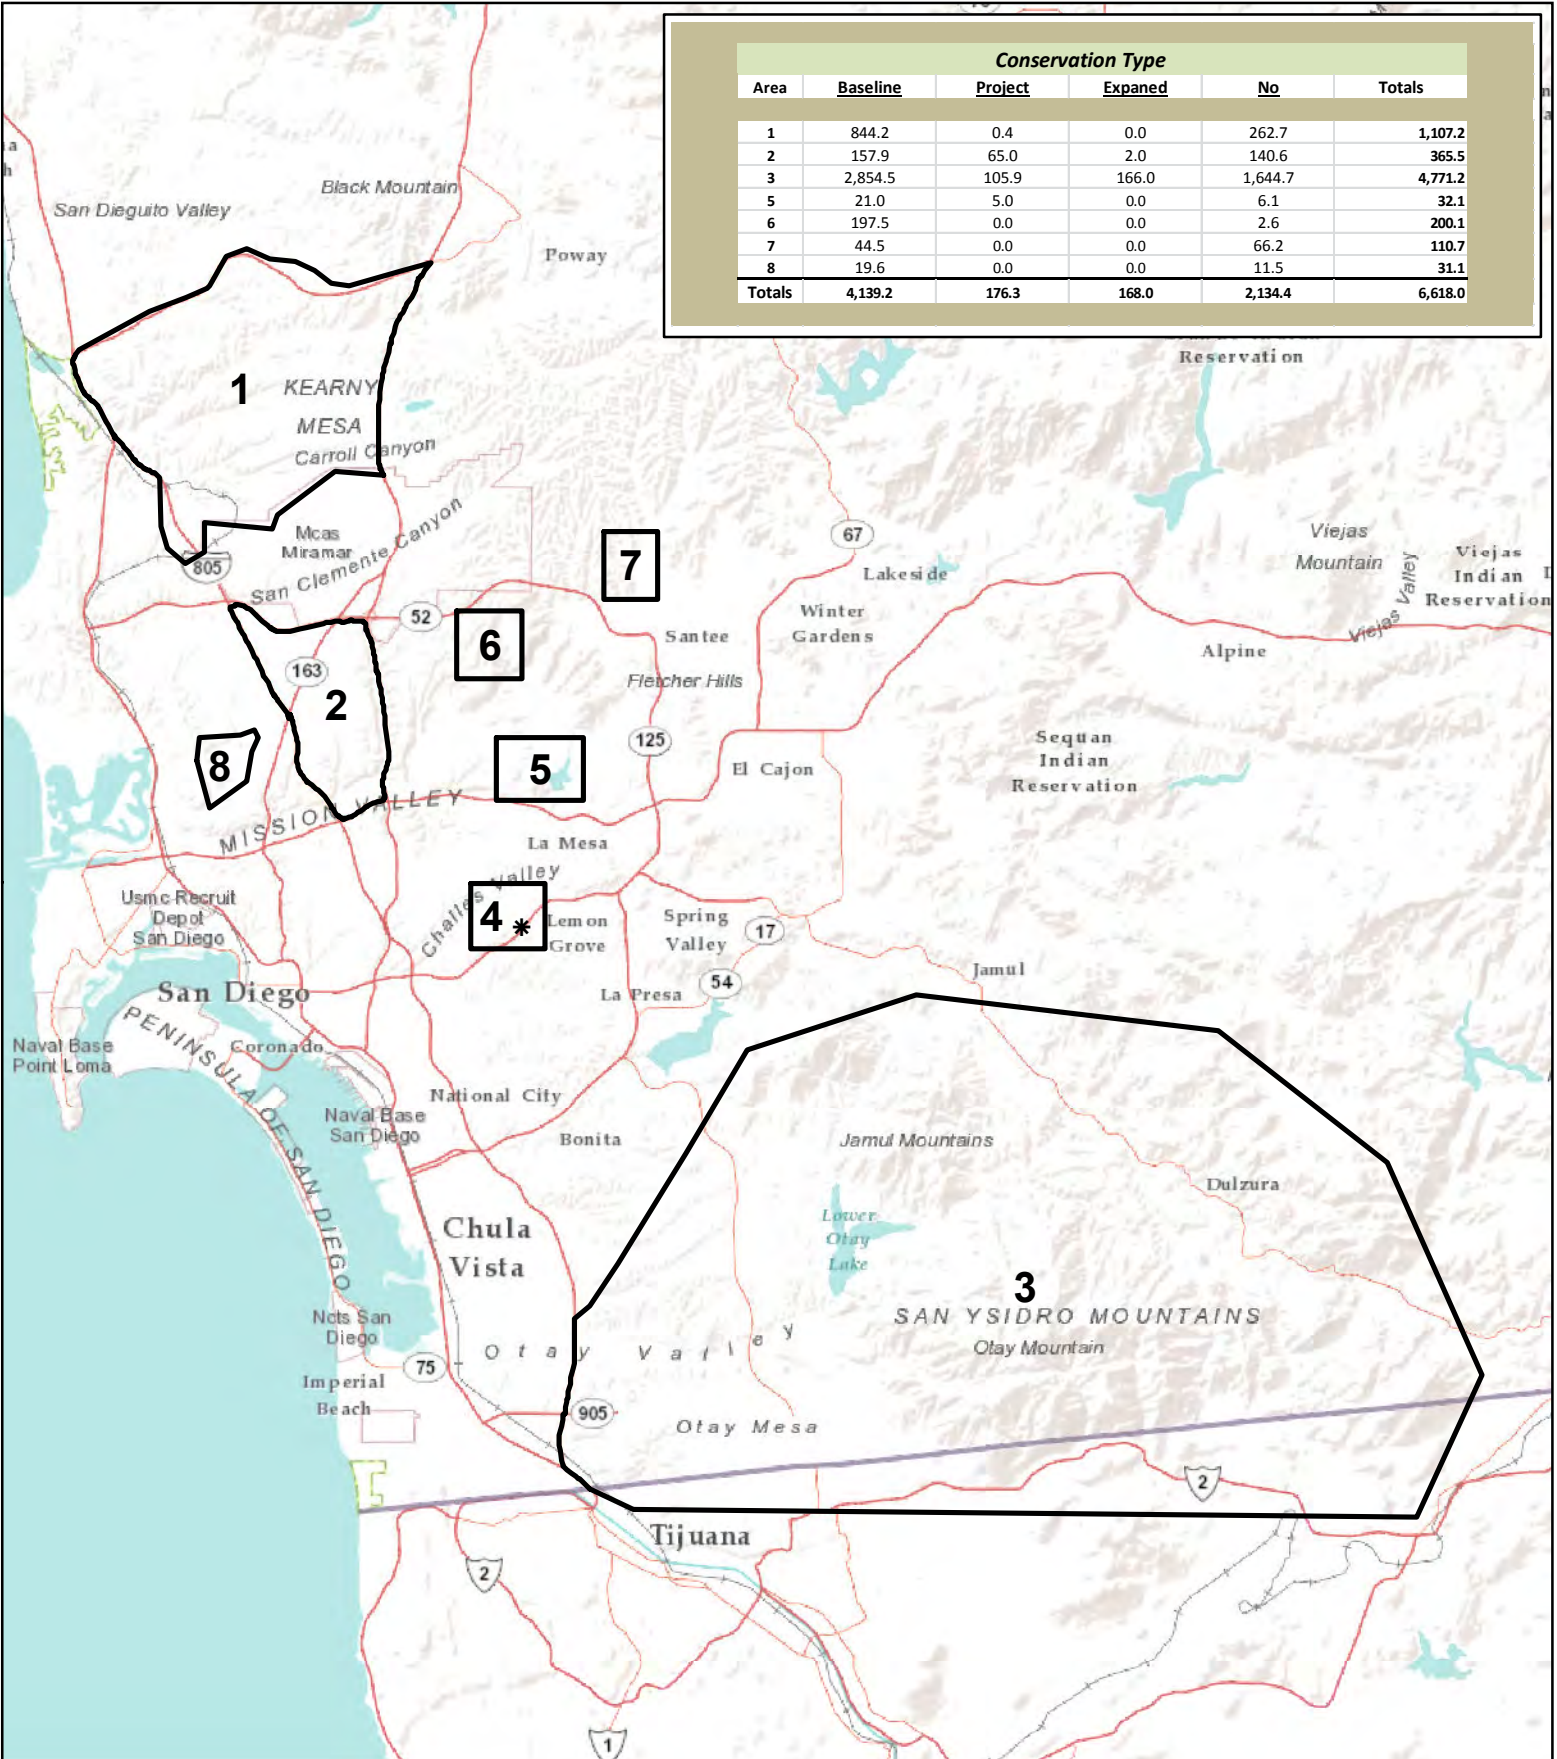 Conservation Type
Area Baseline Project Expaned No Totals
1 844.2 0.4 0.0 262.7 1,107.2
2 157.9 65.0 2.0 140.6 365.5
3 2,854.5 105.9 166.0 1,644.7 4,771.2
5 21.0 5.0 0.0 6.1 32.1
6 197.5 0.0 0.0 2.6 200.1
7 44.5 0.0 0.0 66.2 110.7
8 19.6 0.0 0.0 11.5 31.1
Totals 4,139.2 176.3 168.0 2,134.4 6,618.0
Black Mountain
San Dieguito Valley
Poway
Reservation
1
KEARNY
MESA
Carroll Canyon
Mcas
Miramar
San Clemente Canyon
805
7
67
Lakeside
Viejas
Mountain
Viejas Valley
Viejas
Indian
Reservation
52
6
Santee
Winter
Gardens
Alpine
163
2
Fletcher Hills
8
5
125
El Cajon
Sequan
Indian
Reservation
MISSION VALLEY
La Mesa
Usmc Recruit
Depot
San Diego
Challes Valley
4 *
Lemon
Grove
Spring
Valley
17
54
Jamul
San Diego
La Presa
PENINSULA OF SAN DIEGO
Naval Base
Point Loma
Coronado
National City
Naval Base
San Diego
Bonita
Jamul Mountains
Dulzura
Chula
Vista
Lower
Otay
Lake
3
SAN YSIDRO MOUNTAINS
Otay Mountain
Ncts San
Diego
Otay Valley
75
Imperial
Beach
905
Otay Mesa
2
Tijuana
2
1